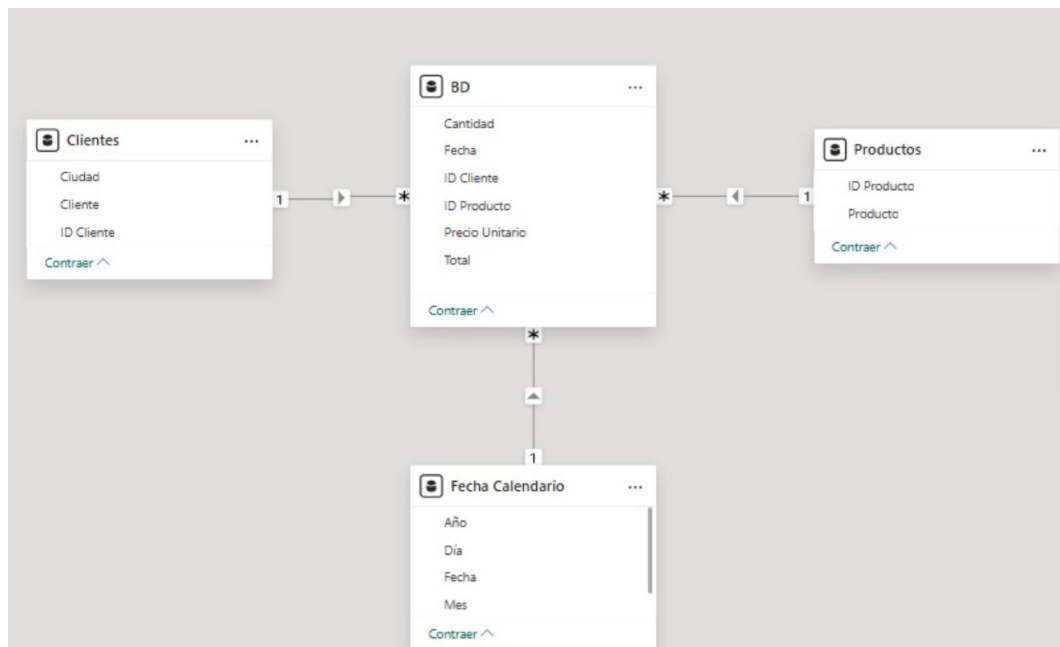 BD
Cantidad
Fecha
ID Cliente
ID Producto
Precio Unitario
Total
Contraer
Clientes
Ciudad
Cliente
ID Cliente
Contraer
1
*
*
1
Productos
ID Producto
Producto
Contraer
*
1
Fecha Calendario
Año
Día
Fecha
Mes
Contraer